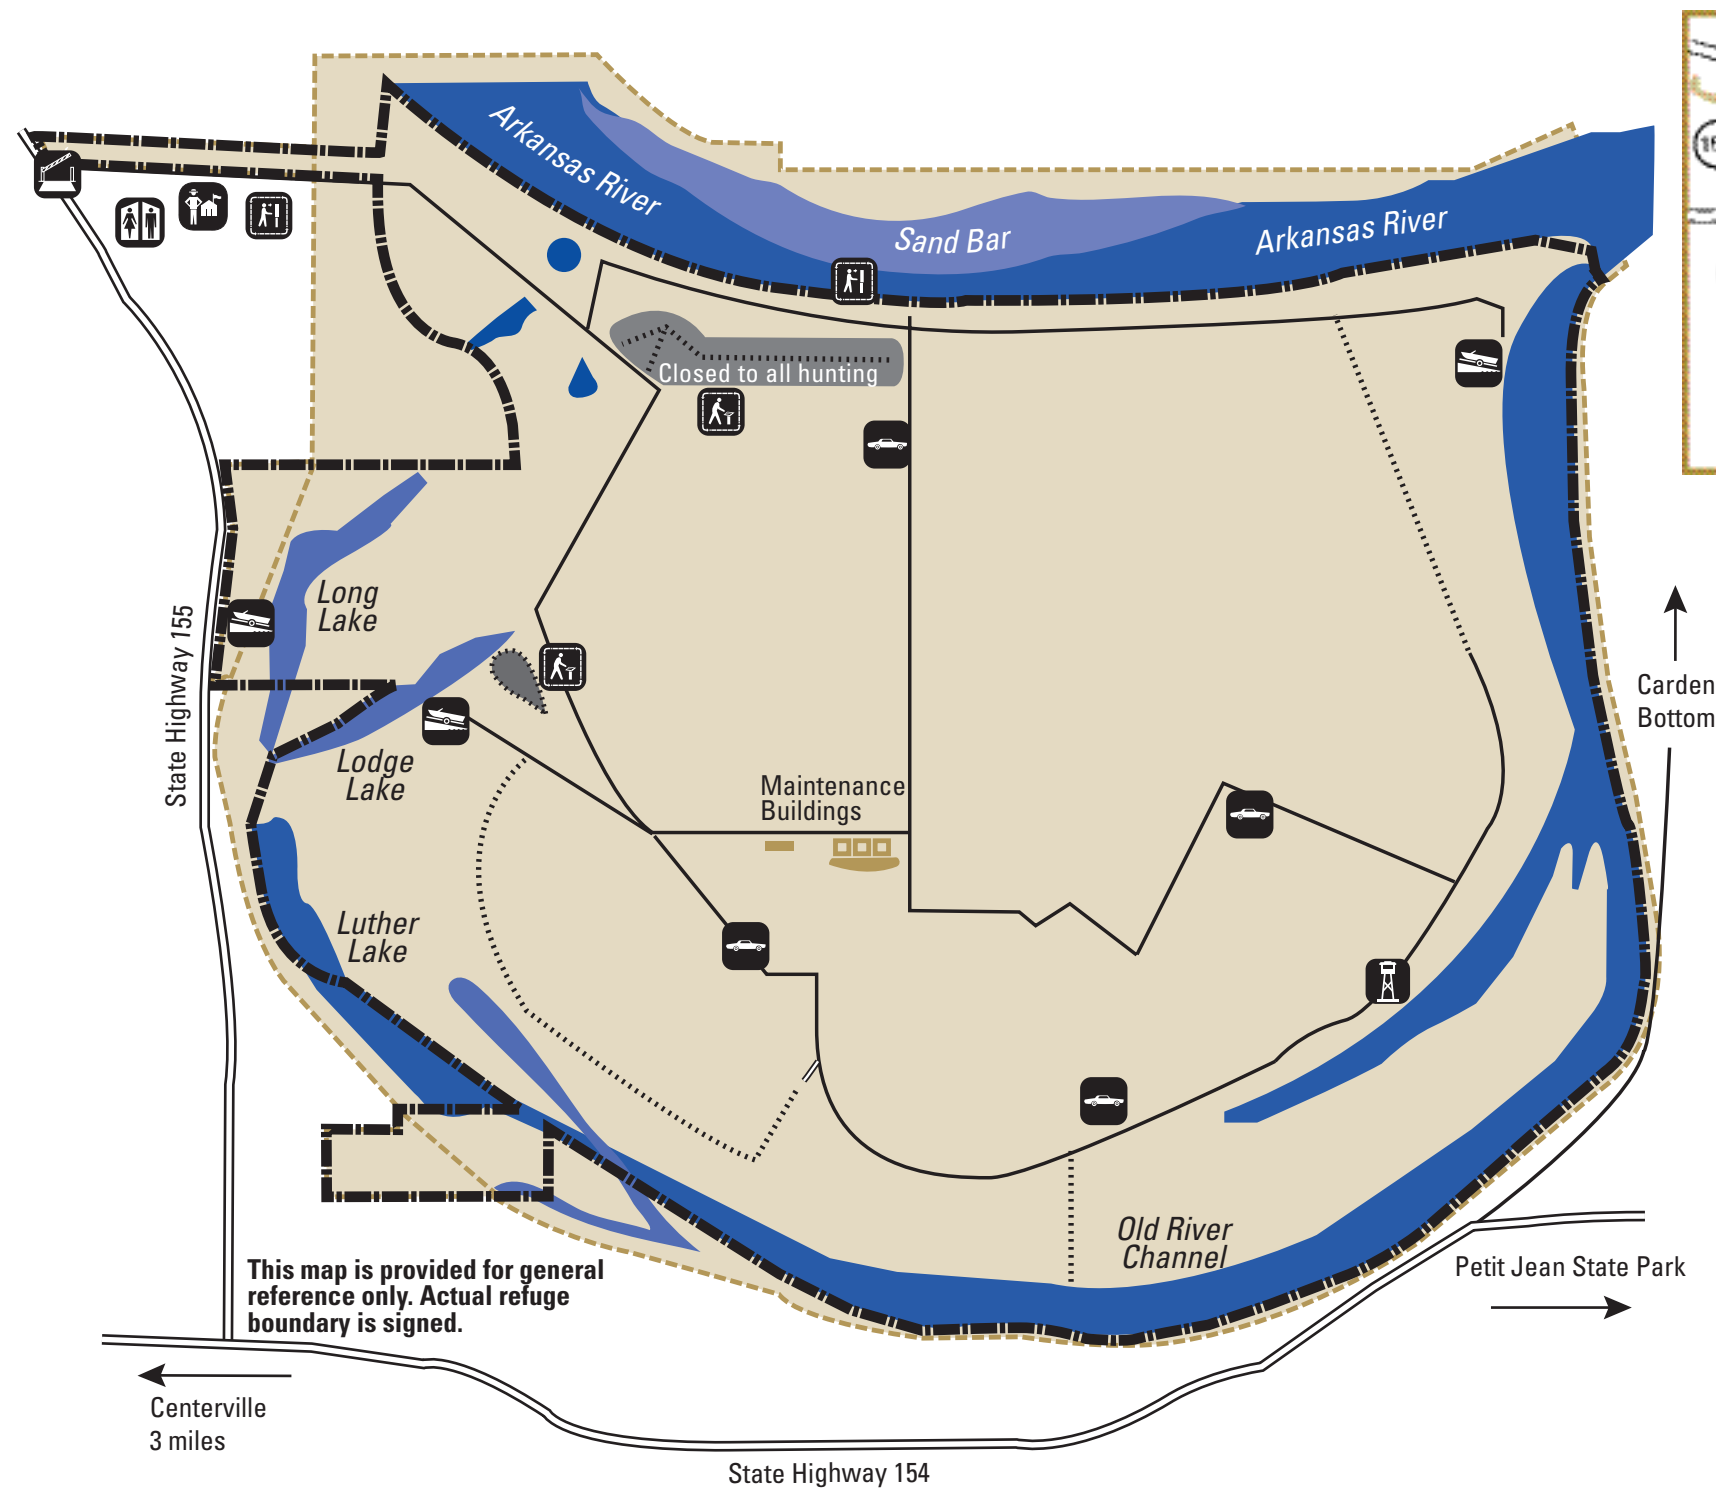 Arkansas River
Sand Bar
Arkansas River
Closed to all hunting
Long
Lake
State Highway 155
Carden
Bottom
Lodge
Lake
Maintenance
Buildings
Luther
Lake
Old River
Channel
This map is provided for general
reference only. Actual refuge
boundary is signed.
Petit Jean State Park
Centerville
3 miles
State Highway 154